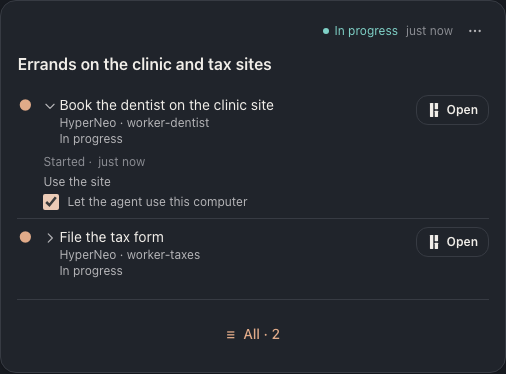 In progress just now
Errands on the clinic and tax sites
Book the dentist on the clinic site
Open
HyperNeo · worker-dentist
In progress
Started · just now
Use the site
Let the agent use this computer
File the tax form
Open
HyperNeo · worker-taxes
In progress
All · 2